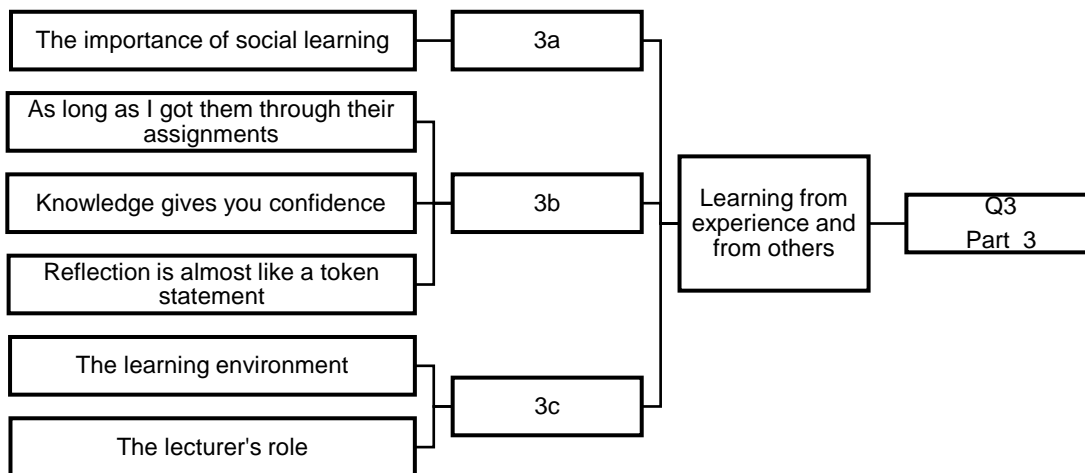 The importance of social learning
3a
As long as I got them through their
assignments
Knowledge gives you confidence
3b
Reflection is almost like a token
statement
The learning environment
3c
The lecturer's role
Learning from
experience and
from others
Q3
Part 3